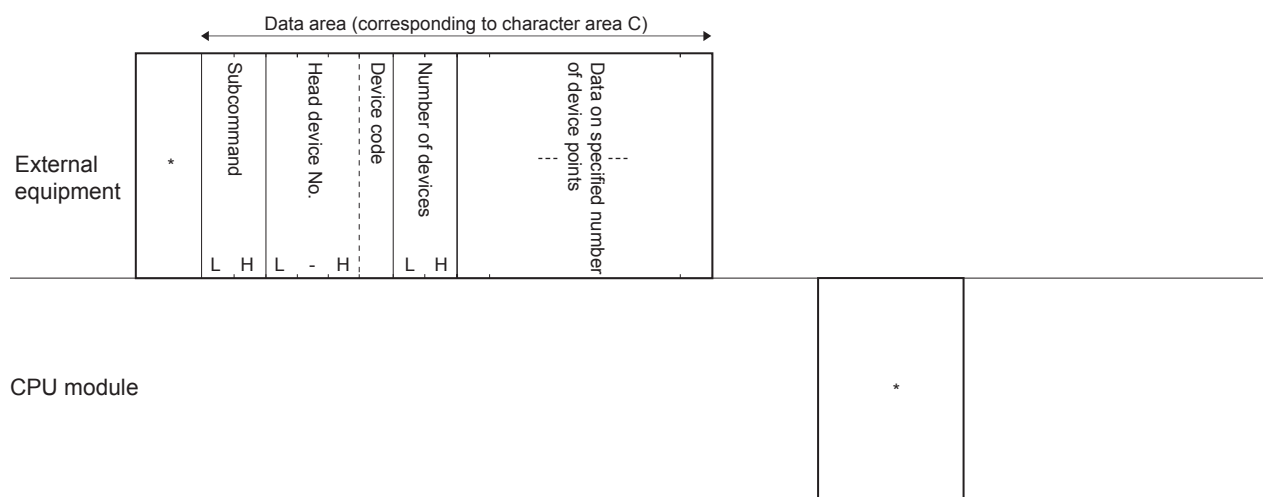 Data area (corresponding to character area C)
External
equipment
*
Subcommand
L H
Head device No.
L - H
Device code
Number of devices
L H
Data on specified number
of device points
CPU module
*